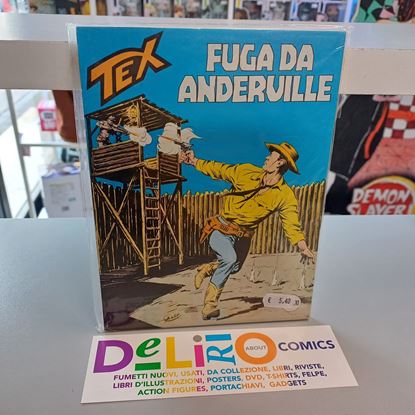 TEX
FUGA DA
ANDERVILLE
€ 5,40
DeLiRiO
ABOUT
COMICS
FUMETTI NUOVI, USATI, DA COLLEZIONE, LIBRI, RIVISTE,
LIBRI D'ILLUSTRAZIONI, POSTERS, DVD, T-SHIRTS, FELPE,
ACTION FIGURES, PORTACHIAVI, GADGETS
DEMON
SLAYER